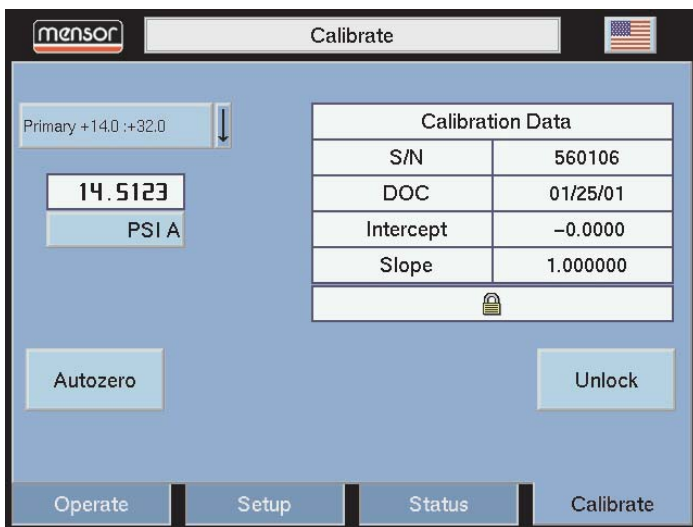 mensor
Calibrate
Primary +14.0 :+32.0
14.5123
PSI A
Calibration Data
S/N 560106
DOC 01/25/01
Intercept -0.0000
Slope 1.000000
Autozero
Unlock
Operate Setup Status Calibrate